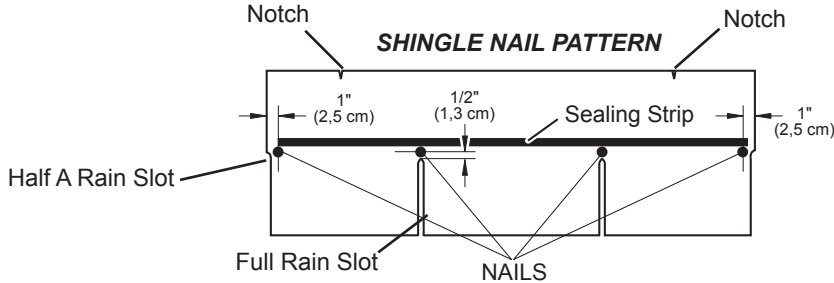 Notch
SHINGLE NAIL PATTERN
Notch
1"
(2,5 cm)
1/2"
(1,3 cm)
Sealing Strip
1"
(2,5 cm)
Half A Rain Slot
Full Rain Slot
NAILS